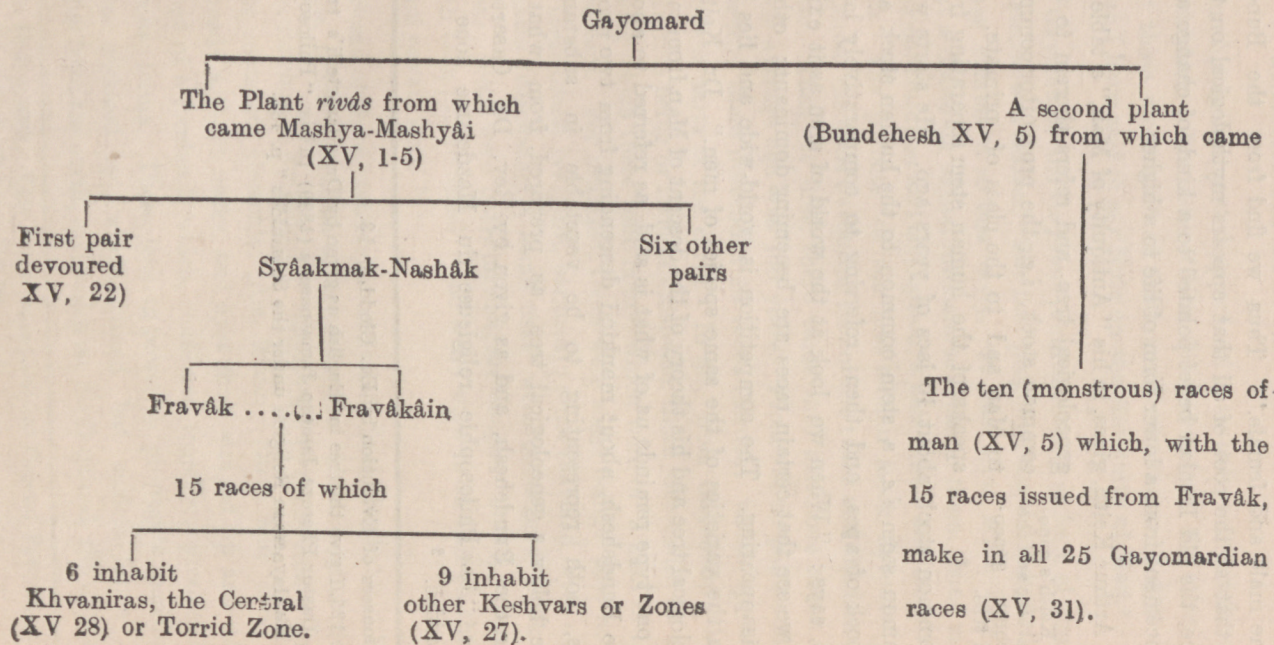 Gayomard
The Plant rivâs from which
came Mashya-Mashyâi
(XV, 1-5)
A second plant
(Bundehesh XV, 5) from which came
First pair
devoured
XV, 22)
Syâakmak-Nashâk
Six other
pairs
Fravâk ...... Fravâkâin
15 races of which
6 inhabit
Khvaniras, the Central
(XV 28) or Torrid Zone.
9 inhabit
other Keshvars or Zones
(XV, 27).
The ten (monstrous) races of
man (XV, 5) which, with the
15 races issued from Fravâk,
make in all 25 Gayomardian
races (XV, 31).